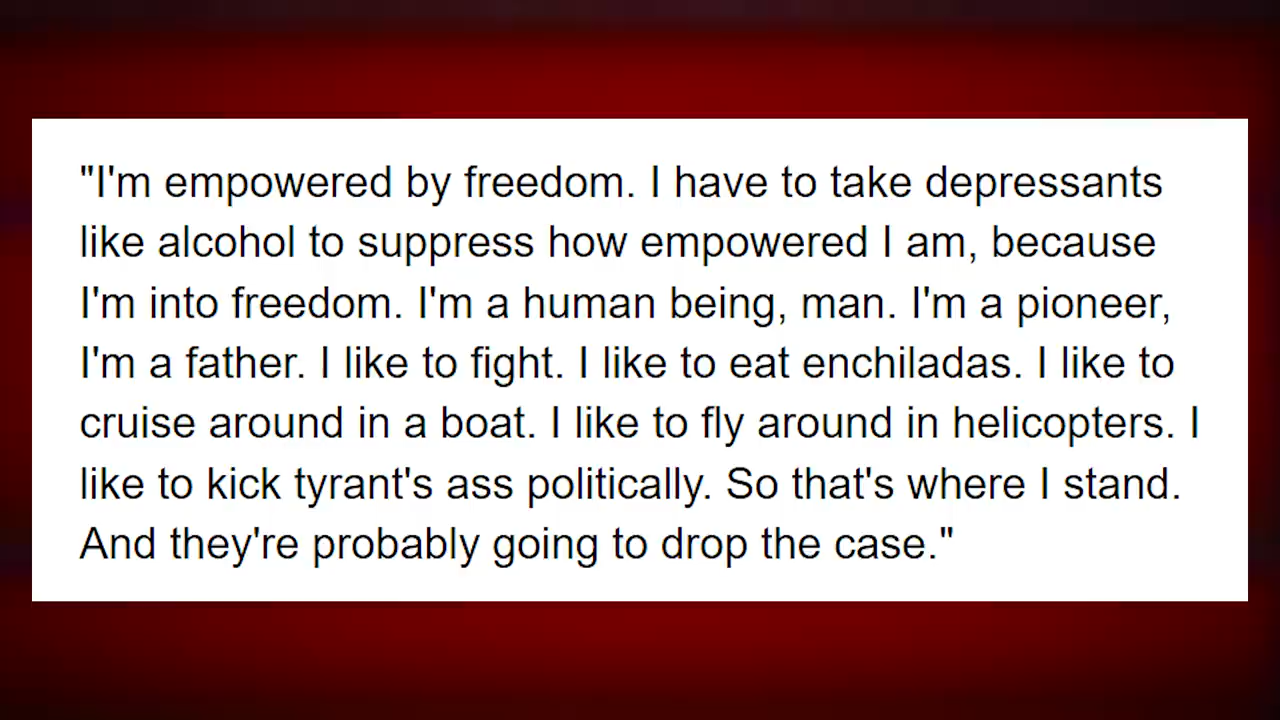 "I'm empowered by freedom. I have to take depressants
like alcohol to suppress how empowered I am, because
I'm into freedom. I'm a human being, man. I'm a pioneer,
I'm a father. I like to fight. I like to eat enchiladas. I like to
cruise around in a boat. I like to fly around in helicopters. I
like to kick tyrant's ass politically. So that's where I stand.
And they're probably going to drop the case."